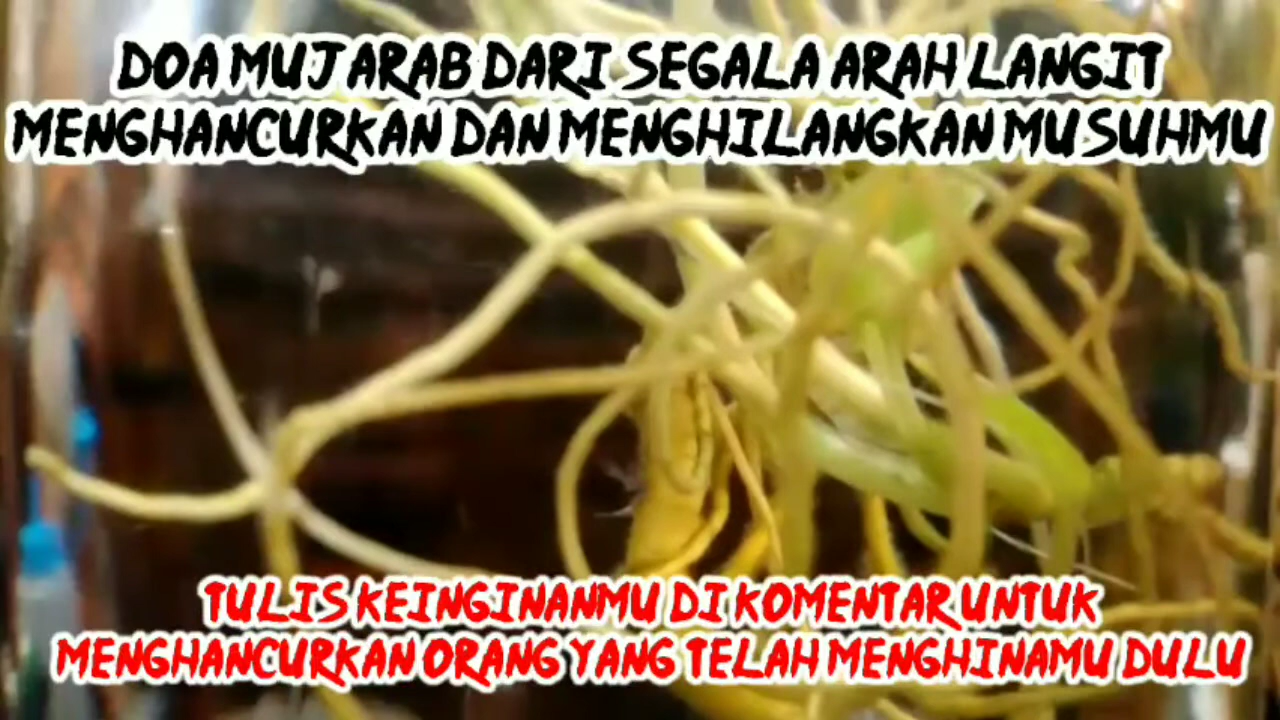 DOA MUJARAB DARI SEGALA ARAH LANGIT
MENGHANCURKAN DAN MENGHILANGKAN MUSUHMU
TULIS KEINGINANMU DI KOMENTAR UNTUK
MENGHANCURKAN ORANG YANG TELAH MENGHINAMU DULU